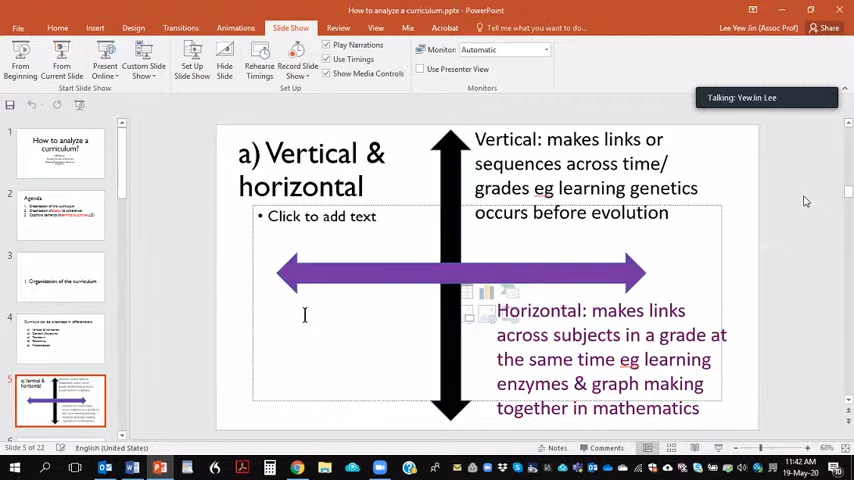 How to analyze a curriculum.pptx - PowerPoint
File
Home
Insert
Design
Transitions
Animations
Slide Show
Review
View
Mix
Acrobat
Tell me what you want to do...
Lee Yew Jin (Assoc Prof)
Share
From Beginning
From Current Slide
Present Online
Custom Slide Show
Start Slide Show
Set Up Slide Show
Hide Slide
Rehearse Timings
Record Slide Show
Play Narrations
Use Timings
Show Media Controls
Set Up
Monitor: Automatic
Use Presenter View
Monitors
Talking: YewJin Lee
1
How to analyze a curriculum?
2
Agenda
3
1. Organization of the curriculum
4
5
a) Vertical & horizontal
a) Vertical &
horizontal
• Click to add text
Vertical: makes links or
sequences across time/
grades eg learning genetics
occurs before evolution
Horizontal: makes links
across subjects in a grade at
the same time eg learning
enzymes & graph making
together in mathematics
Slide 5 of 22
English (United States)
Notes
Comments
68%
11:42 AM
19-May-20